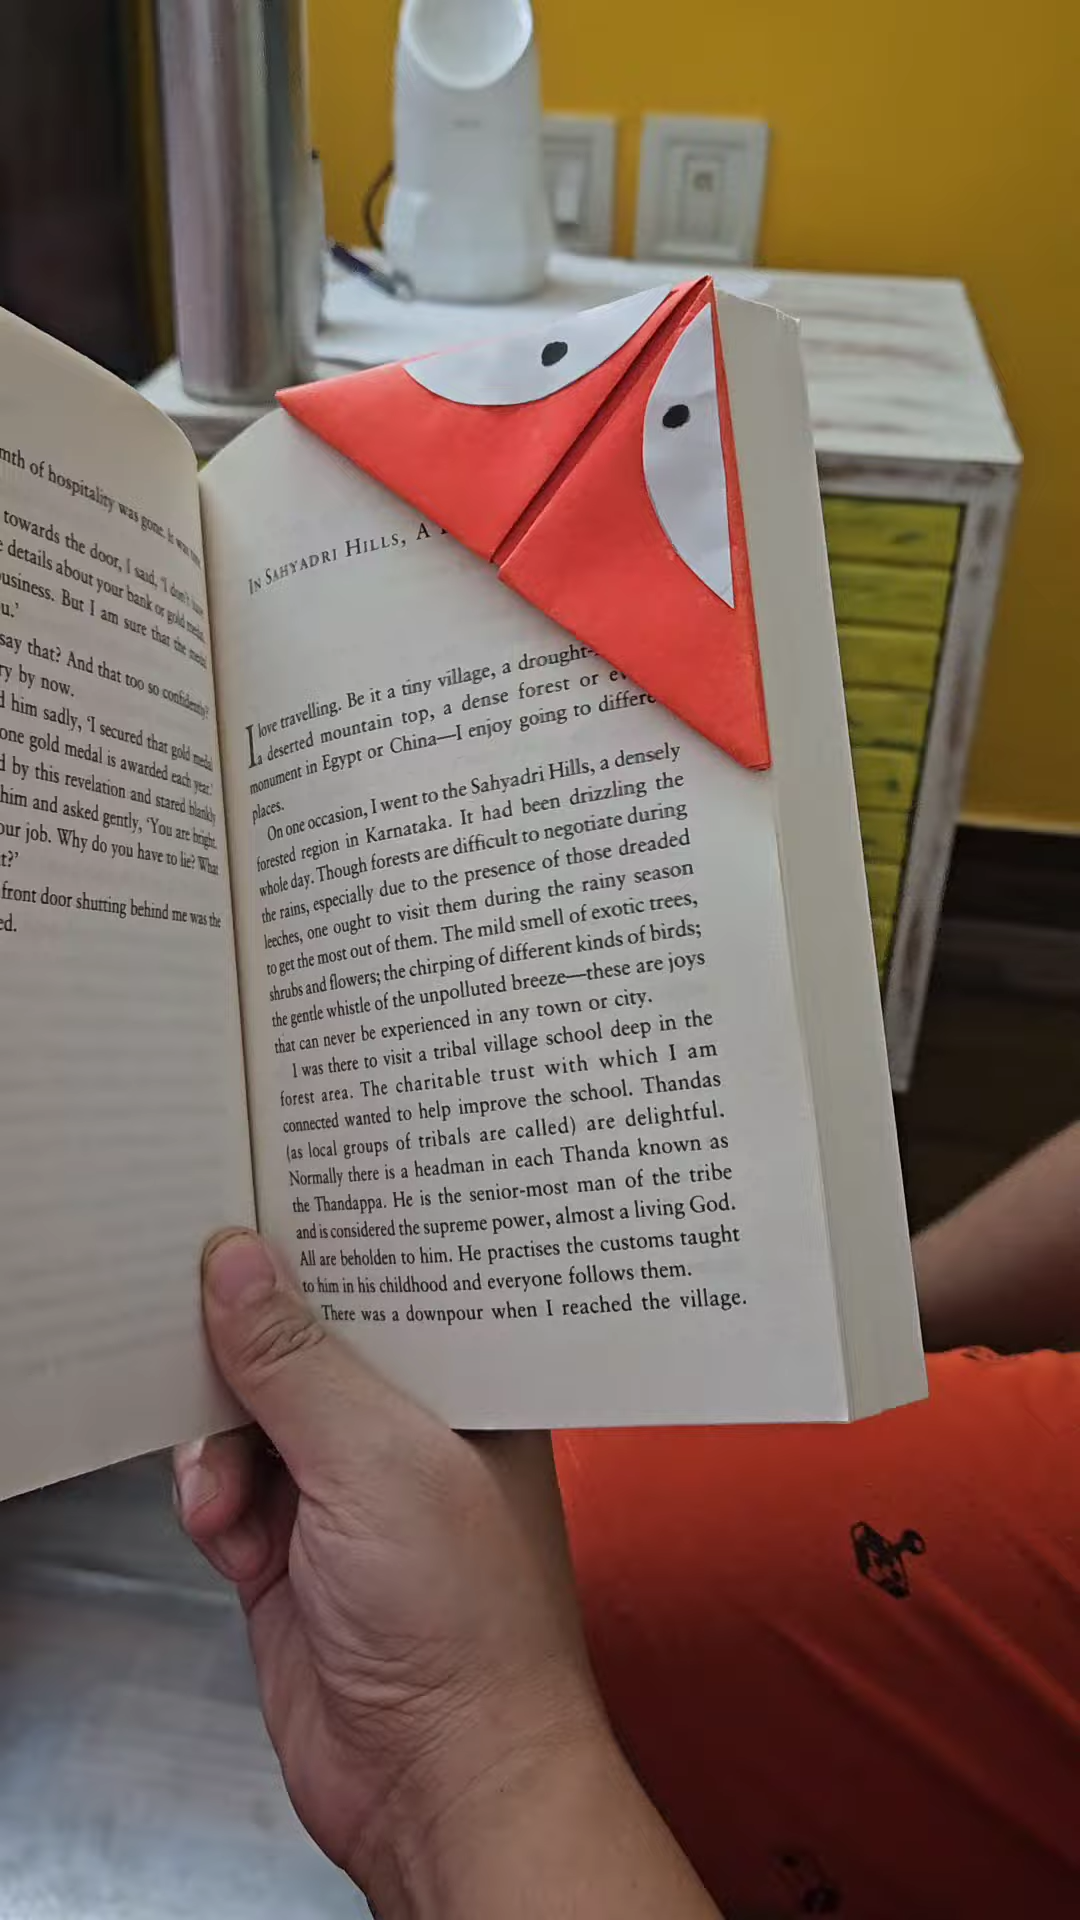 mth of hospitality was gone. It was
towards the door, I said, 'I don't have
details about your bank or gold medal.
usiness. But I am sure that the medal
u.'
say that? And that too so confidently?
ry by now.
d him sadly, 'I secured that gold medal
one gold medal is awarded each year.'
d by this revelation and stared blankly
him and asked gently, 'You are bright.
our job. Why do you have to lie? What
t?'
front door shutting behind me was the
ed.
IN SAHYADRI HILLS, A
I love travelling. Be it a tiny village, a drought-
a deserted mountain top, a dense forest or
monument in Egypt or China—I enjoy going to differe
places.
On one occasion, I went to the Sahyadri Hills, a densely
forested region in Karnataka. It had been drizzling the
whole day. Though forests are difficult to negotiate during
the rains, especially due to the presence of those dreaded
leeches, one ought to visit them during the rainy season
to get the most out of them. The mild smell of exotic trees,
shrubs and flowers; the chirping of different kinds of birds;
the gentle whistle of the unpolluted breeze—these are joys
that can never be experienced in any town or city.
I was there to visit a tribal village school deep in the
forest area. The charitable trust with which I am
connected wanted to help improve the school. Thandas
(as local groups of tribals are called) are delightful.
Normally there is a headman in each Thanda known as
the Thandappa. He is the senior-most man of the tribe
and is considered the supreme power, almost a living God.
All are beholden to him. He practises the customs taught
to him in his childhood and everyone follows them.
There was a downpour when I reached the village.